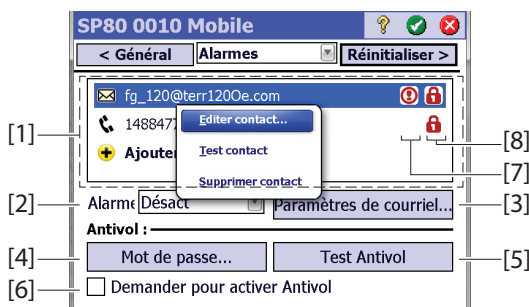 SP80 0010 Mobile
< Général Alarmes Réinitialiser >
fg_120@terr120Oe.com
148847
Editer contact...
[1] [8]
Ajouter
Test contact
[7]
Supprimer contact
[2] Alarme Désact Paramètres de courriel... [3]
Antivol :
[4] Mot de passe... Test Antivol [5]
[6] Demander pour activer Antivol